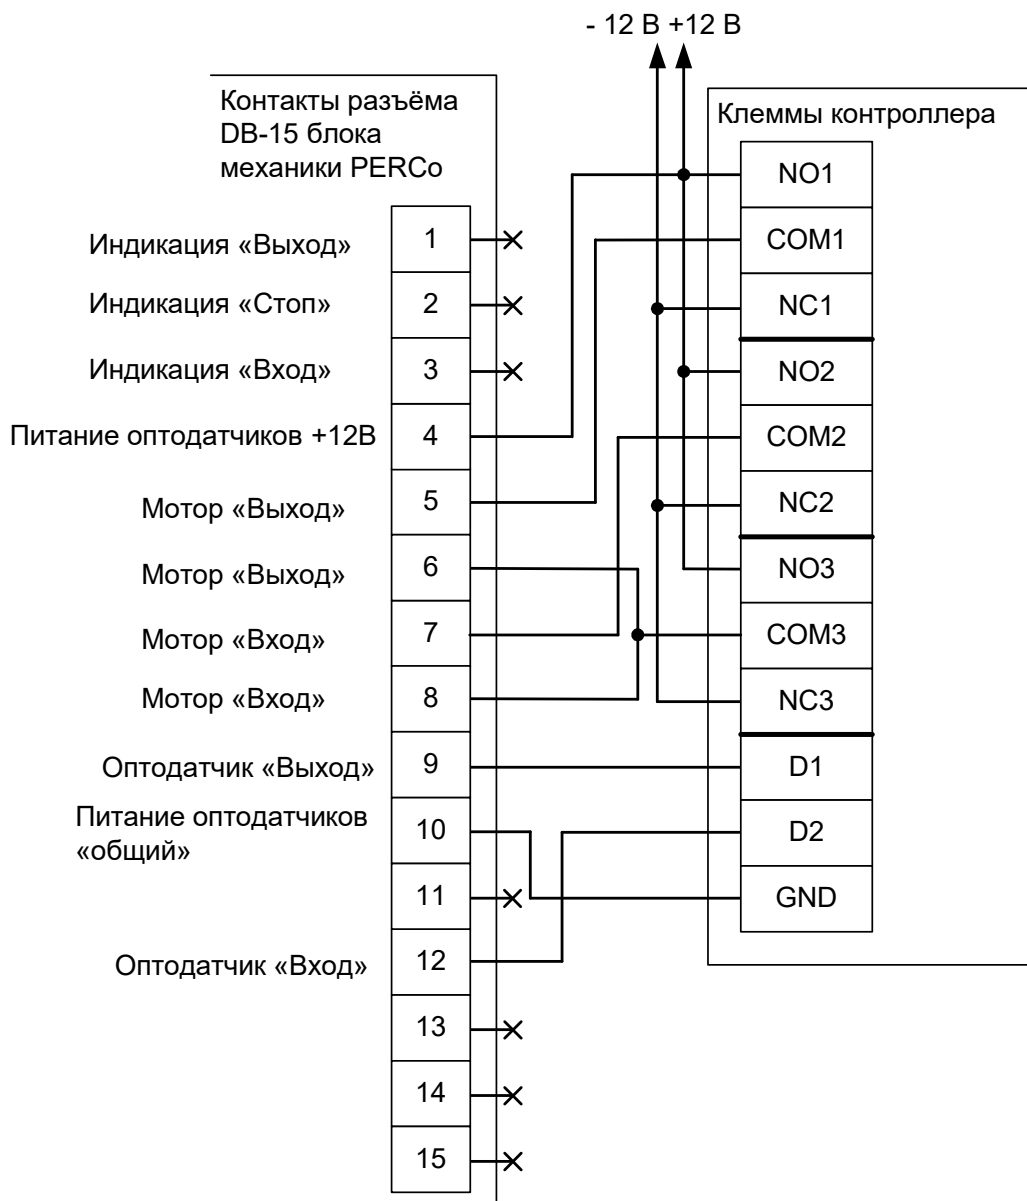 - 12 В +12 В
Контакты разъёма
DB-15 блока
механики PERCo
Клеммы контроллера
Индикация «Выход»
1
Индикация «Стоп»
2
Индикация «Вход»
3
Питание оптодатчиков +12В
4
Мотор «Выход»
5
Мотор «Выход»
6
Мотор «Вход»
7
Мотор «Вход»
8
Оптодатчик «Выход»
9
Питание оптодатчиков
«общий»
10
11
Оптодатчик «Вход»
12
13
14
15
NO1
COM1
NC1
NO2
COM2
NC2
NO3
COM3
NC3
D1
D2
GND